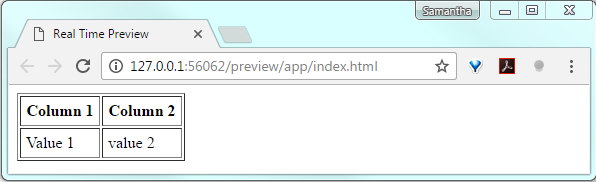 Samantha
Real Time Preview
127.0.0.1:56062/preview/app/index.html
Column 1 Column 2
Value 1 value 2